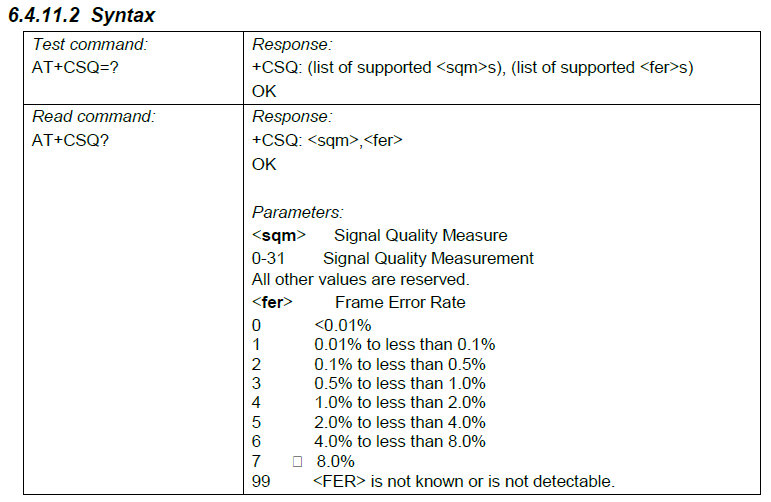 6.4.11.2 Syntax
Test command:
Response:
AT+CSQ=?
+CSQ: (list of supported <sqm>s), (list of supported <fer>s)
OK
Read command:
Response:
AT+CSQ?
+CSQ: <sqm>,<fer>
OK
Parameters:
<sqm> Signal Quality Measure
0-31 Signal Quality Measurement
All other values are reserved.
<fer> Frame Error Rate
0 <0.01%
1 0.01% to less than 0.1%
2 0.1% to less than 0.5%
3 0.5% to less than 1.0%
4 1.0% to less than 2.0%
5 2.0% to less than 4.0%
6 4.0% to less than 8.0%
7 □ 8.0%
99 <FER> is not known or is not detectable.